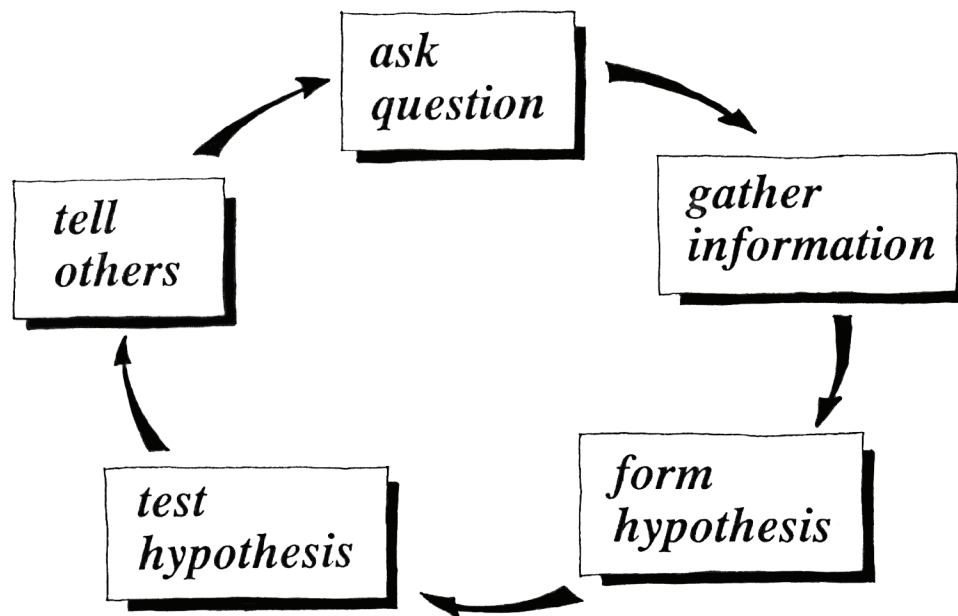 ask
question
gather
information
form
hypothesis
test
hypothesis
tell
others